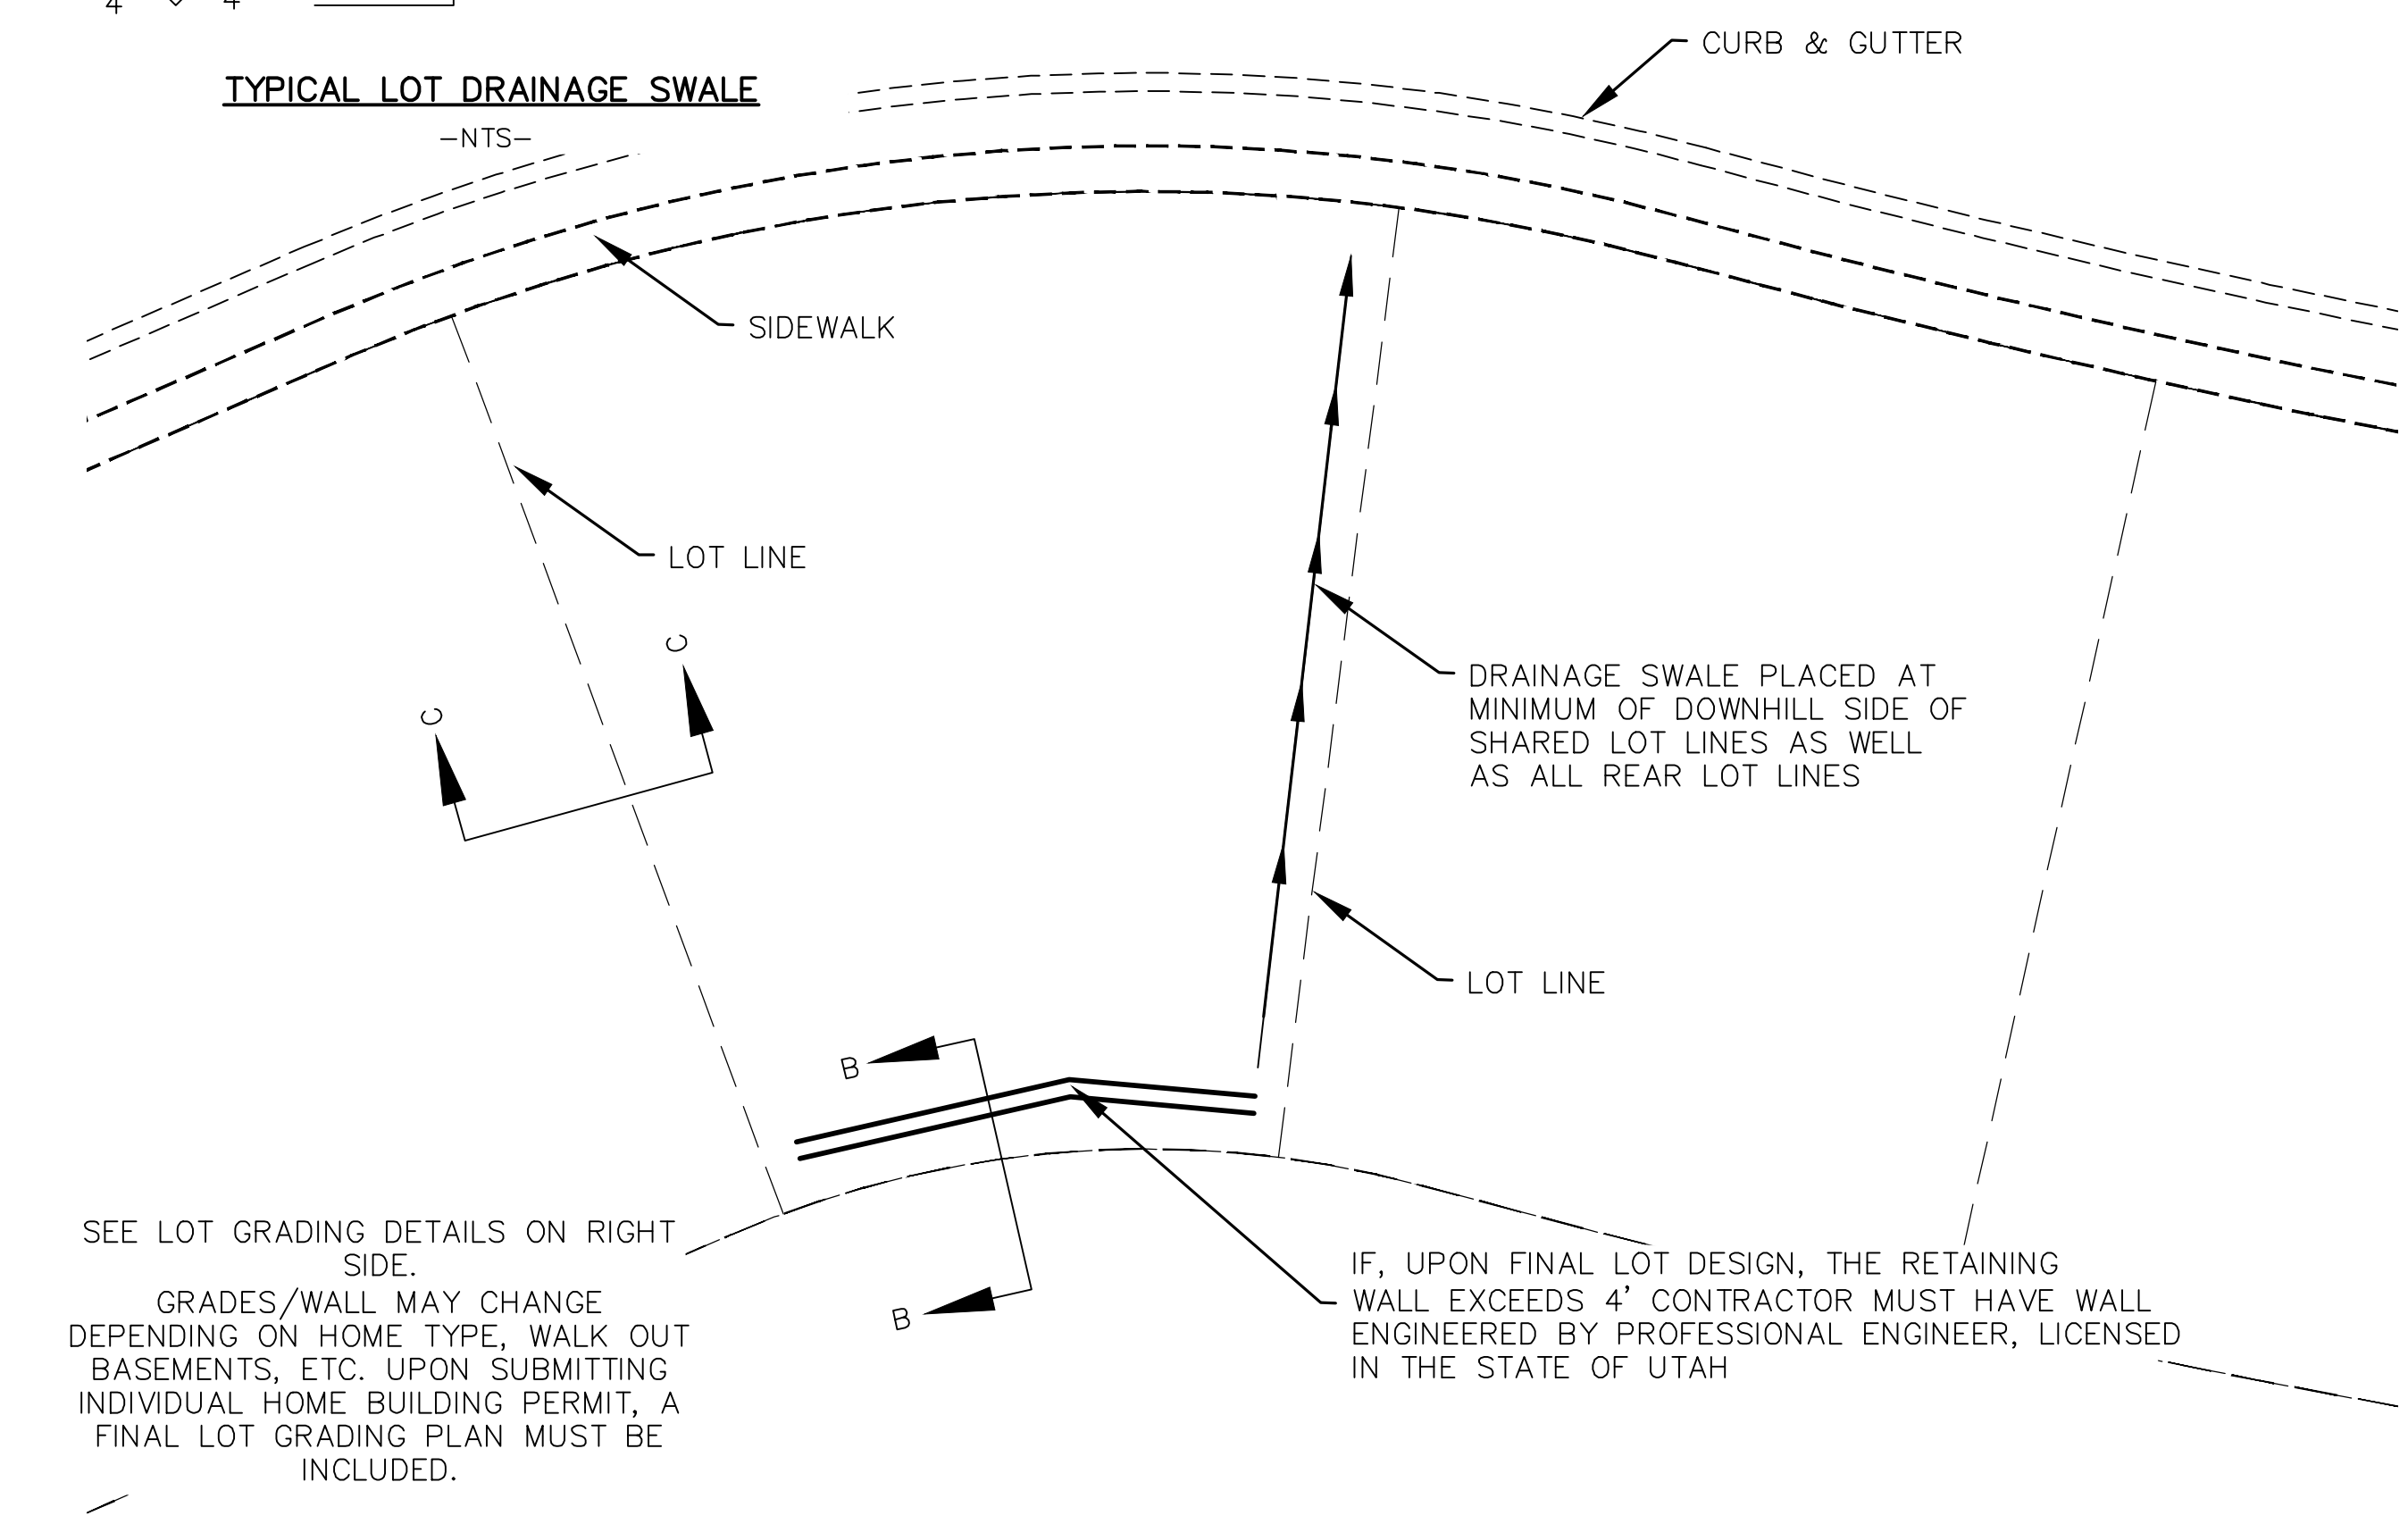 4
4
TYPICAL LOT DRAINAGE SWALE
-NTS-
CURB & GUTTER
SIDEWALK
LOT LINE
C
C
DRAINAGE SWALE PLACED AT
MINIMUM OF DOWNHILL SIDE OF
SHARED LOT LINES AS WELL
AS ALL REAR LOT LINES
LOT LINE
B
B
SEE LOT GRADING DETAILS ON RIGHT
SIDE.
GRADES/WALL MAY CHANGE
DEPENDING ON HOME TYPE, WALK OUT
BASEMENTS, ETC. UPON SUBMITTING
INDIVIDUAL HOME BUILDING PERMIT, A
FINAL LOT GRADING PLAN MUST BE
INCLUDED.
IF, UPON FINAL LOT DESIGN, THE RETAINING
WALL EXCEEDS 4' CONTRACTOR MUST HAVE WALL
ENGINEERED BY PROFESSIONAL ENGINEER, LICENSED
IN THE STATE OF UTAH